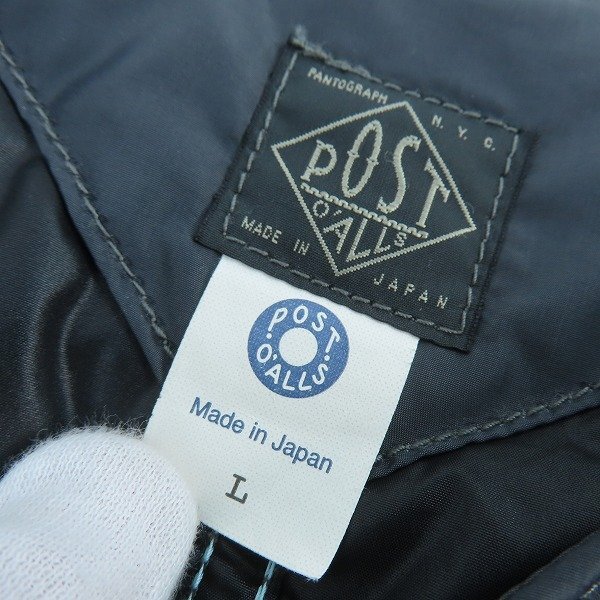 PANTOGRAPH N. Y. C.
POST
O'ALLS
MADE IN JAPAN
POST
O'ALLS
Made in Japan
L